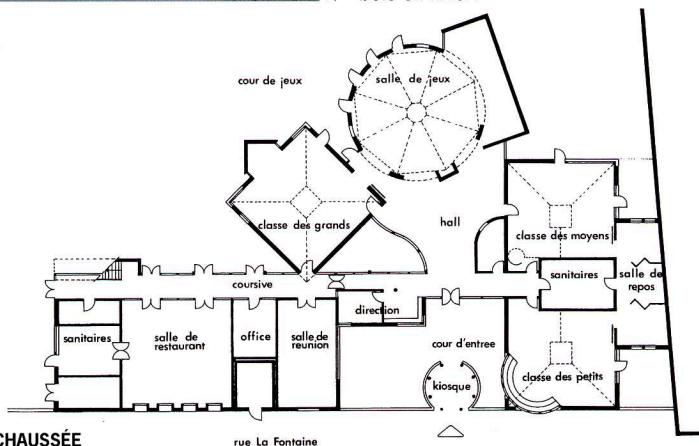 cour de jeux
salle de jeux
classe des grands
hall
classe des moyens
coursive
sanitaires
salle de
repos
direction
sanitaires
salle de
restaurant
office
salle de
reunion
cour d'entree
kiosque
classe des petits
CHAUSSÉE
rue La Fontaine